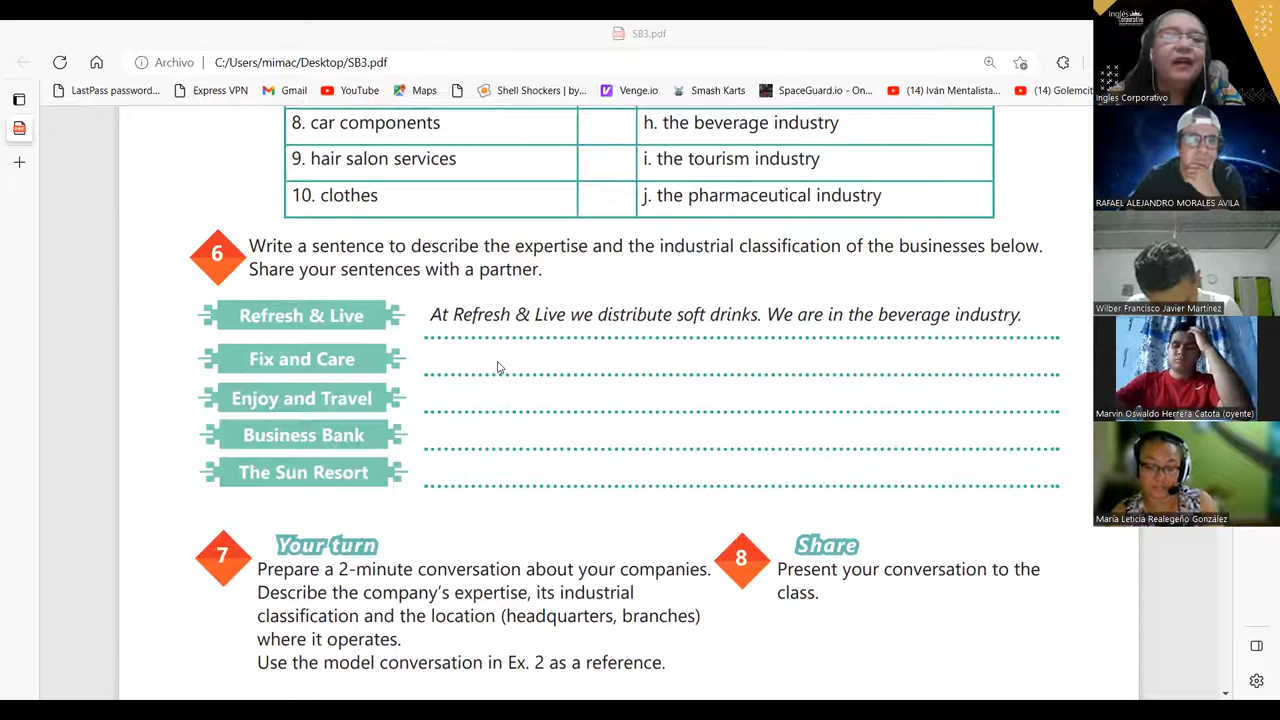 SB3.pdf
Archivo C:/Users/mimac/Desktop/SB3.pdf
LastPass password...
Express VPN
Gmail
YouTube
Maps
Shell Shockers | by...
Venge.io
Smash Karts
SpaceGuard.io - On...
(14) Iván Mentalista...
(14) Golemcit
8. car components
h. the beverage industry
9. hair salon services
i. the tourism industry
10. clothes
j. the pharmaceutical industry
6
Write a sentence to describe the expertise and the industrial classification of the businesses below.
Share your sentences with a partner.
Refresh & Live
At Refresh & Live we distribute soft drinks. We are in the beverage industry.
Fix and Care
Enjoy and Travel
Business Bank
The Sun Resort
7
Your turn
Prepare a 2-minute conversation about your companies.
Describe the company's expertise, its industrial
classification and the location (headquarters, branches)
where it operates.
Use the model conversation in Ex. 2 as a reference.
8
Share
Present your conversation to the
class.
Inglés
Corporativo
Ingles Corporativo
RAFAEL ALEJANDRO MORALES AVILA
Wilber Francisco Javier Martínez
Marvin Oswaldo Herrera Catota (oyente)
María Leticia Realegeño González